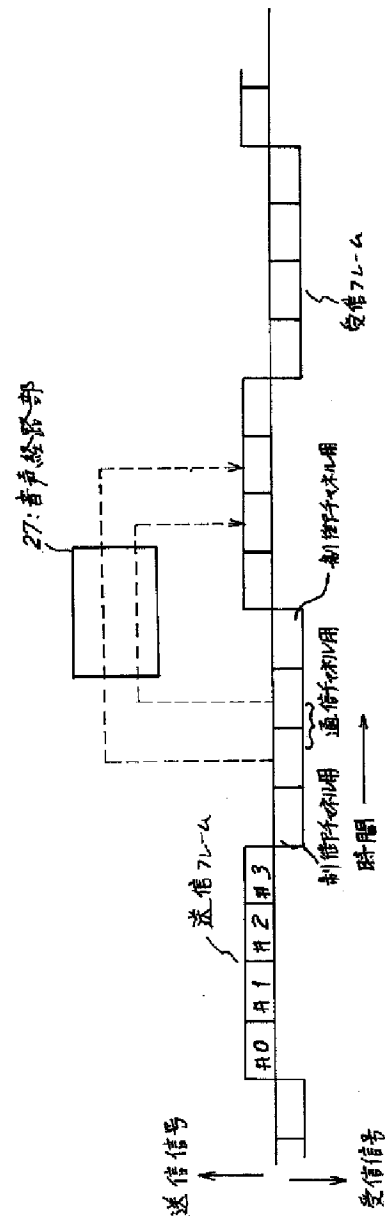 27:音声経路部
送信フレーム
送信信号
#0 #1 #2 #3
受信信号
制御チャネル用
通信チャネル用
制御チャネル用
受信フレーム
時間